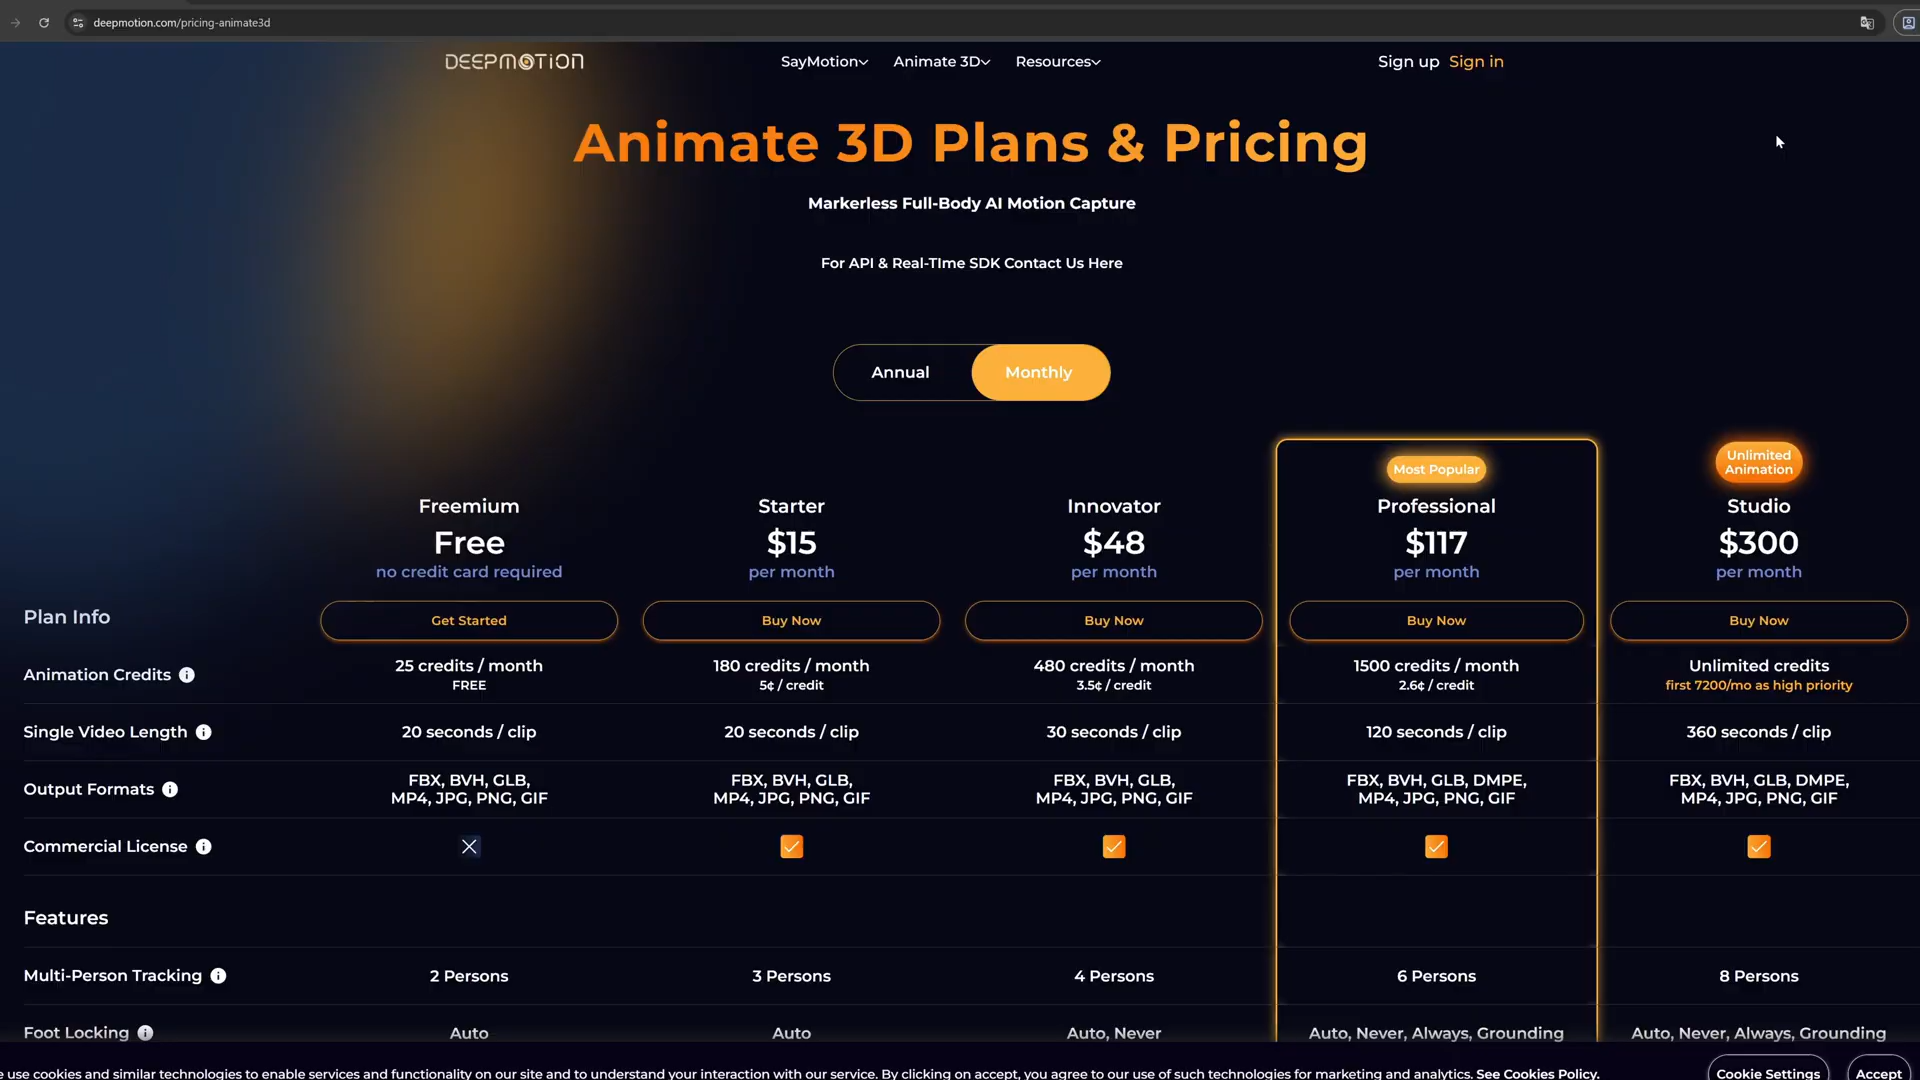 deepmotion.com/pricing-animate3d
DEEPMOTION
SayMotion
Animate 3D
Resources
Sign up
Sign in
Animate 3D Plans & Pricing
Markerless Full-Body AI Motion Capture
For API & Real-TIme SDK Contact Us Here
Annual
Monthly
Most Popular
Unlimited
Animation
Freemium
Starter
Innovator
Professional
Studio
Free
$15
$48
$117
$300
no credit card required
per month
per month
per month
per month
Plan Info
Get Started
Buy Now
Buy Now
Buy Now
Buy Now
Animation Credits
25 credits / month
FREE
180 credits / month
5¢ / credit
480 credits / month
3.5¢ / credit
1500 credits / month
2.6¢ / credit
Unlimited credits
first 7200/mo as high priority
Single Video Length
20 seconds / clip
20 seconds / clip
30 seconds / clip
120 seconds / clip
360 seconds / clip
Output Formats
FBX, BVH, GLB,
MP4, JPG, PNG, GIF
FBX, BVH, GLB,
MP4, JPG, PNG, GIF
FBX, BVH, GLB,
MP4, JPG, PNG, GIF
FBX, BVH, GLB, DMPE,
MP4, JPG, PNG, GIF
FBX, BVH, GLB, DMPE,
MP4, JPG, PNG, GIF
Commercial License
Features
Multi-Person Tracking
2 Persons
3 Persons
4 Persons
6 Persons
8 Persons
Foot Locking
Auto
Auto
Auto, Never
Auto, Never, Always, Grounding
Auto, Never, Always, Grounding
use cookies and similar technologies to enable services and functionality on our site and to understand your interaction with our service. By clicking on accept, you agree to our use of such technologies for marketing and analytics. See Cookies Policy.
Cookie Settings
Accept